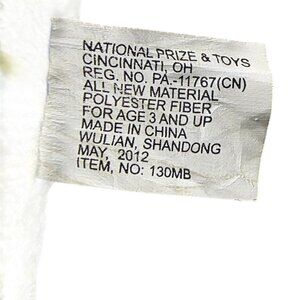 NATIONAL PRIZE & TOYS
CINCINNATI, OH
REG. NO. PA.-11767(CN)
ALL NEW MATERIAL
POLYESTER FIBER
FOR AGE 3 AND UP
MADE IN CHINA
WULIAN, SHANDONG
MAY, 2012
ITEM, NO: 130MB